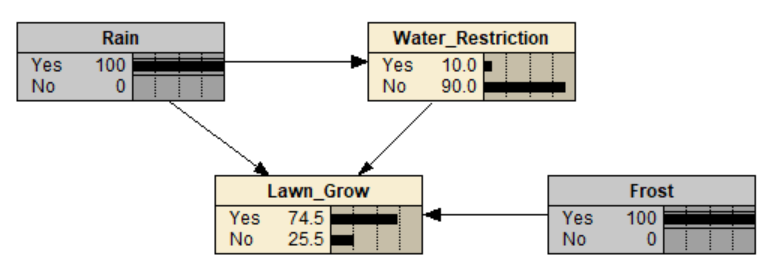 Rain
Yes 100
No 0
Water_Restriction
Yes 10.0
No 90.0
Lawn_Grow
Yes 74.5
No 25.5
Frost
Yes 100
No 0